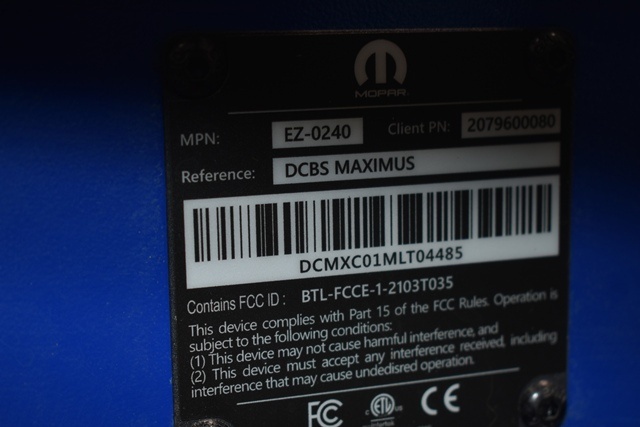 MOPAR
MPN: EZ-0240 Client PN: 2079600080
Reference: DCBS MAXIMUS
DCMXC01MLT04485
Contains FCC ID : BTL-FCCE-1-2103T035
This device complies with Part 15 of the FCC Rules. Operation is
subject to the following conditions:
(1) This device may not cause harmful interference, and
(2) This device must accept any interference received, including
interference that may cause undedisred operation.
FC c ETL us CE